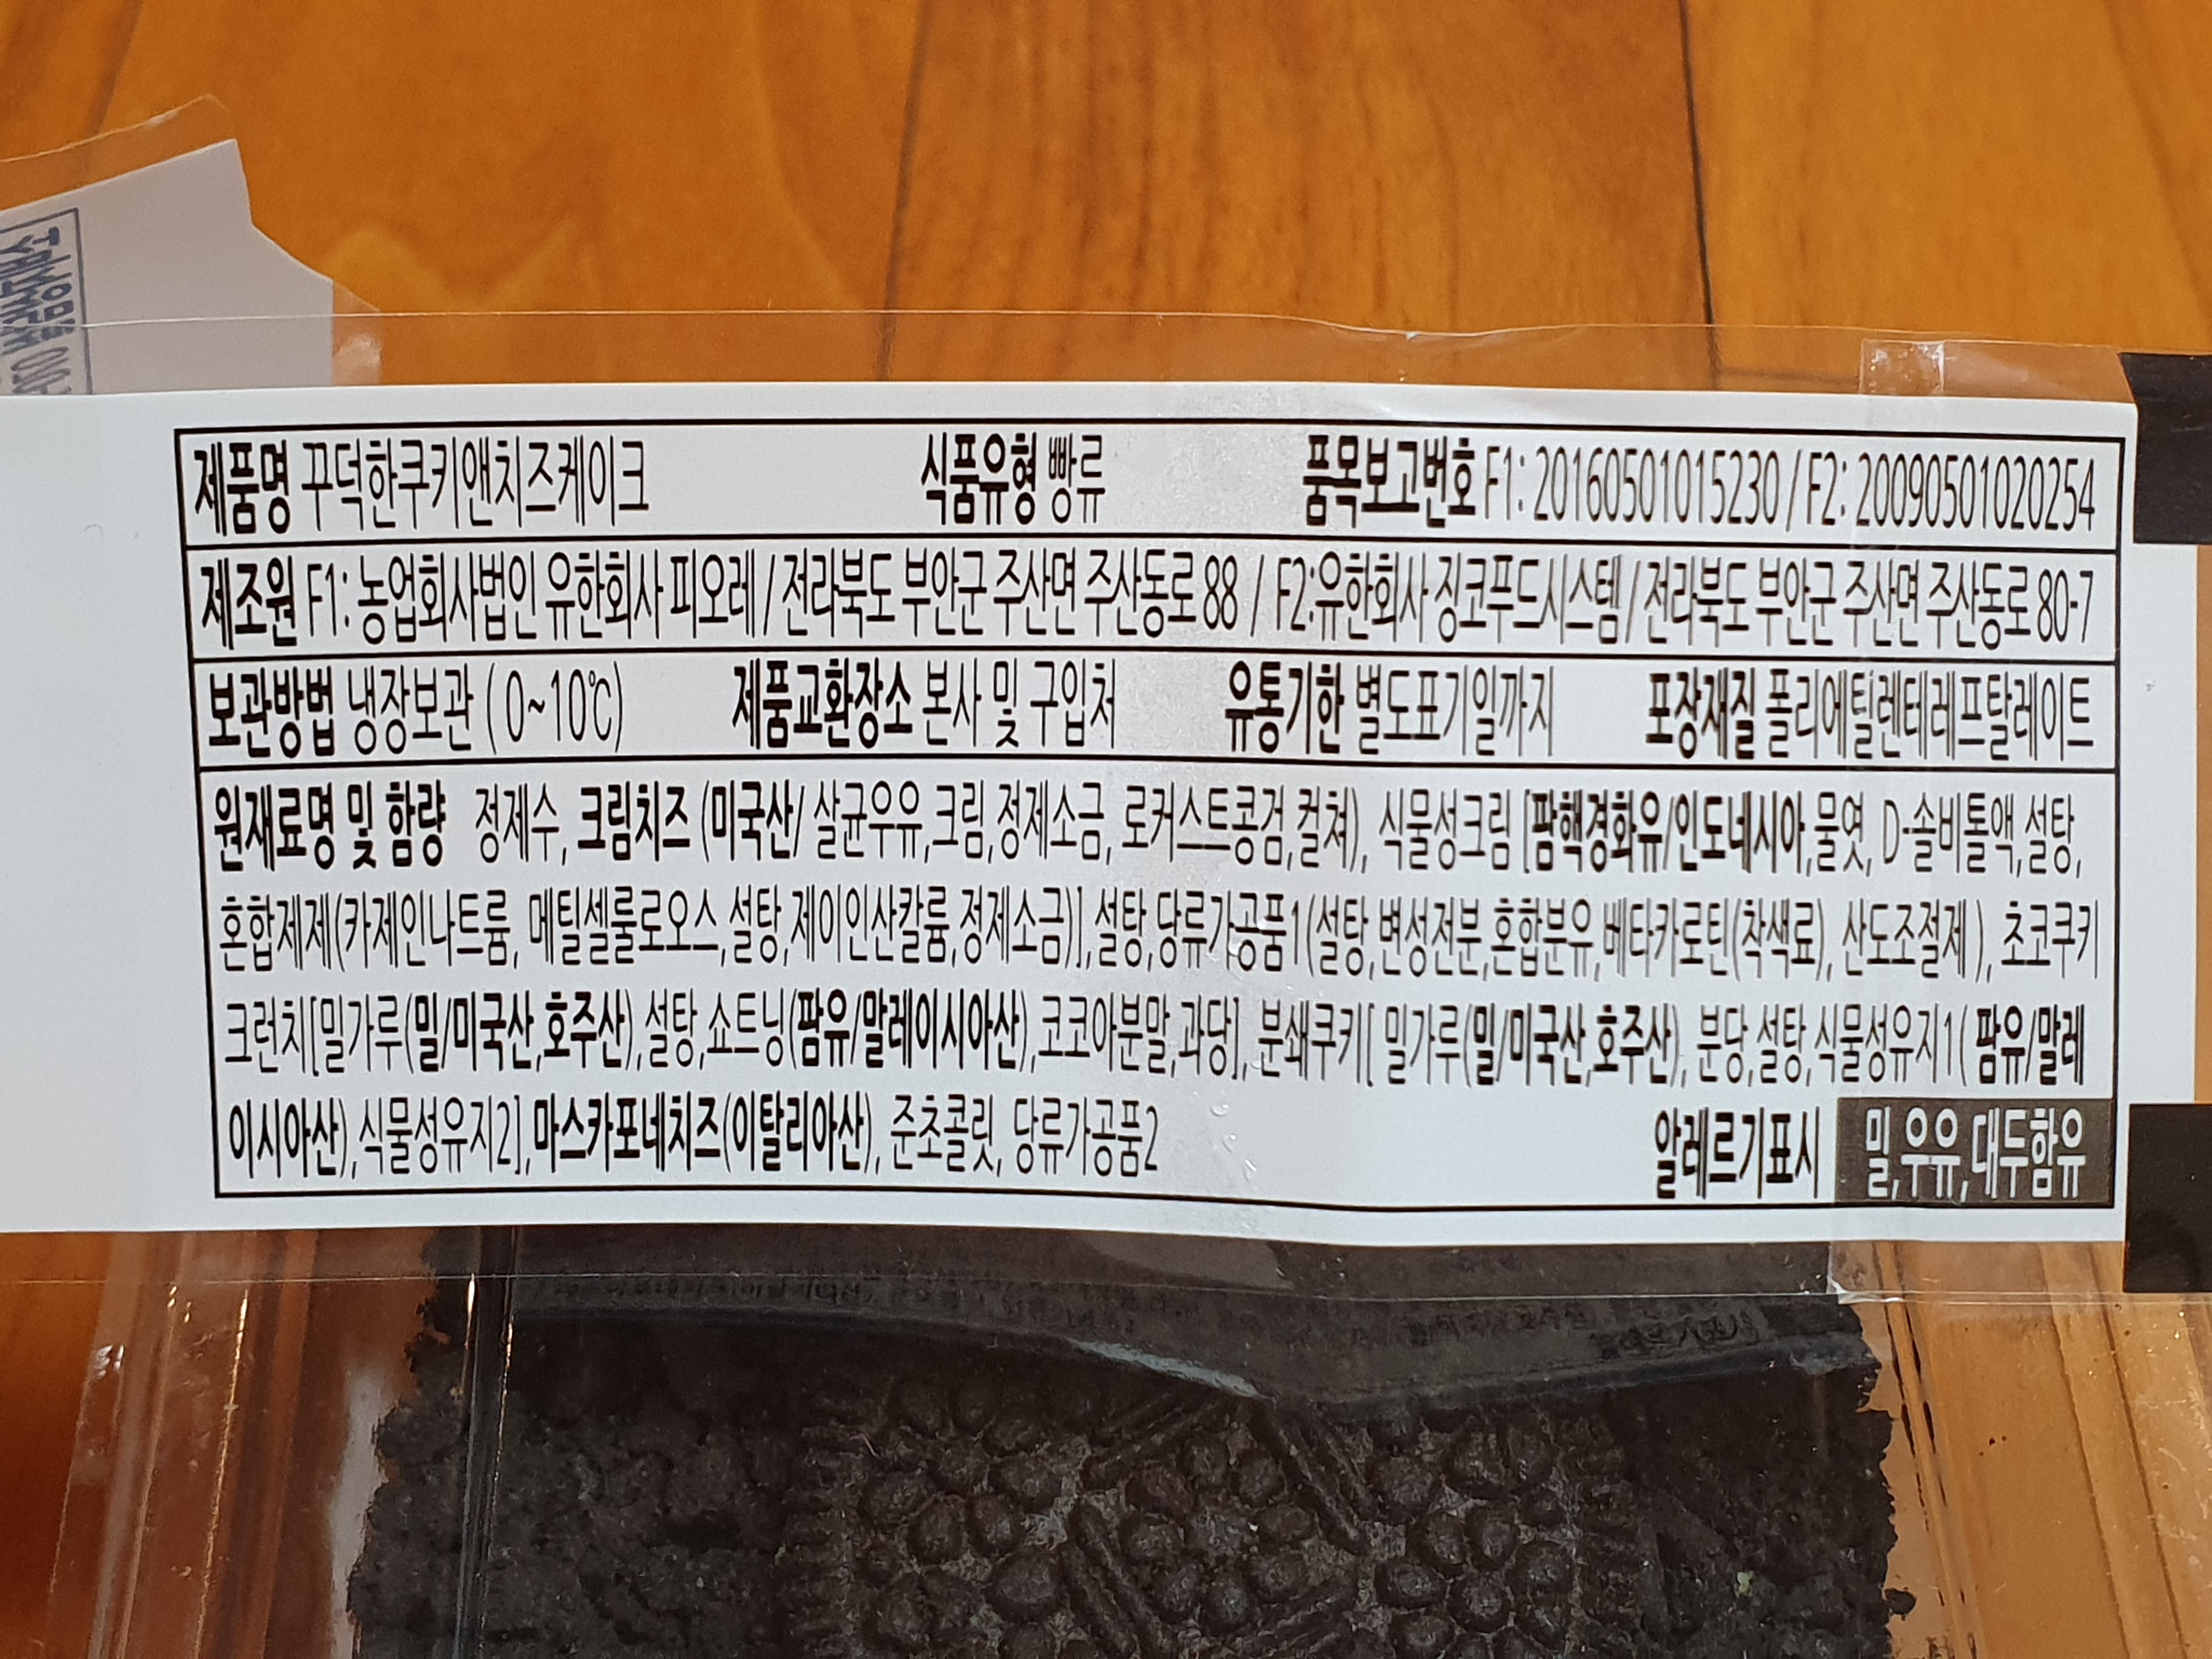 제품명 꾸덕한쿠키앤치즈케이크 식품유형 빵류 품목보고번호 F1: 20160501015230 / F2: 20090501020254
제조원 F1: 농업회사법인 유한회사 피오레 / 전라북도 부안군 주산면 주산동로 88 / F2:유한회사 징코푸드시스템 / 전라북도 부안군 주산면 주산동로 80-7
보관방법 냉장보관 ( 0~10℃) 제품교환장소 본사 및 구입처 유통기한 별도표기일까지 포장재질 폴리에틸렌테레프탈레이트
원재료명 및 함량 정제수, 크림치즈 (미국산/ 살균우유,크림,정제소금, 로커스트콩검,컬쳐), 식물성크림 [팜핵경화유/인도네시아,물엿, D-솔비톨액,설탕,
혼합제제(카제인나트륨, 메틸셀룰로오스,설탕,제이인산칼륨,정제소금)],설탕,당류가공품1(설탕,변성전분,혼합분유,베타카로틴(착색료), 산도조절제 ), 초코쿠키
크런치[밀가루(밀/미국산,호주산),설탕,쇼트닝(팜유/말레이시아산),코코아분말,과당], 분쇄쿠키[ 밀가루(밀/미국산,호주산), 분당,설탕,식물성유지1( 팜유/말레
이시아산),식물성유지2],마스카포네치즈(이탈리아산), 준초콜릿, 당류가공품2 알레르기표시 밀,우유,대두함유